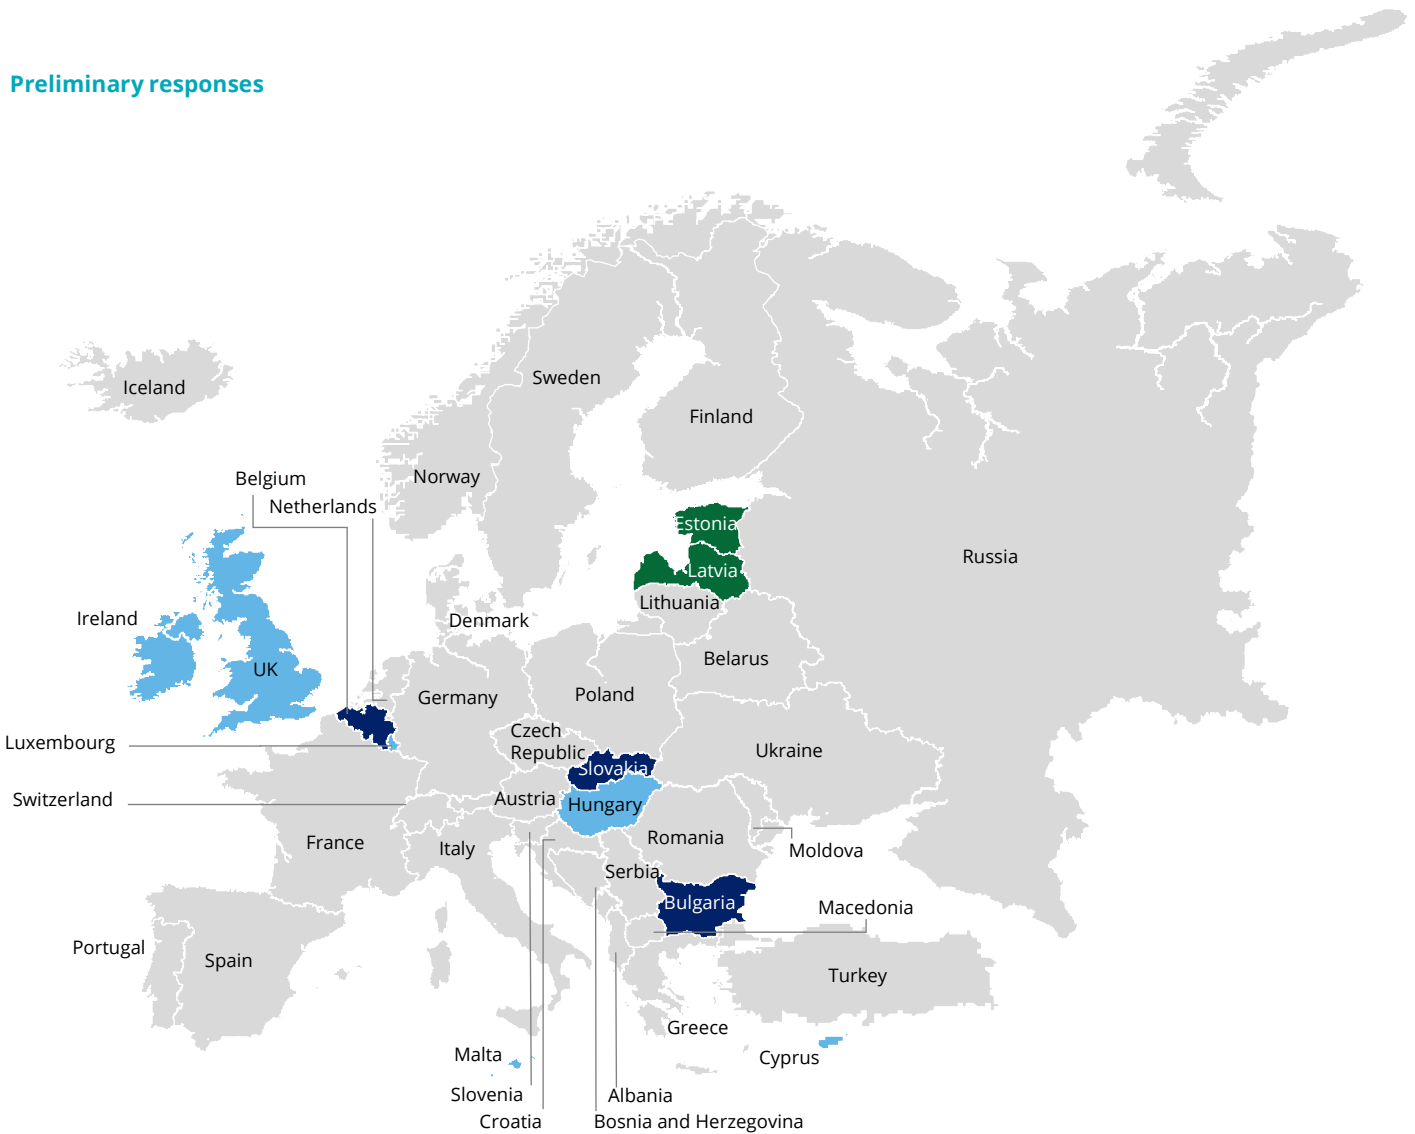 Preliminary responses
Iceland
Sweden
Finland
Norway
Belgium
Netherlands
Estonia
Russia
Latvia
Lithuania
Ireland
Denmark
Belarus
UK
Germany
Poland
Czech
Republic
Luxembourg
Ukraine
Slovakia
Switzerland
Austria
Hungary
France
Italy
Romania
Moldova
Serbia
Bulgaria
Macedonia
Portugal
Spain
Turkey
Greece
Malta
Cyprus
Slovenia
Albania
Croatia
Bosnia and Herzegovina